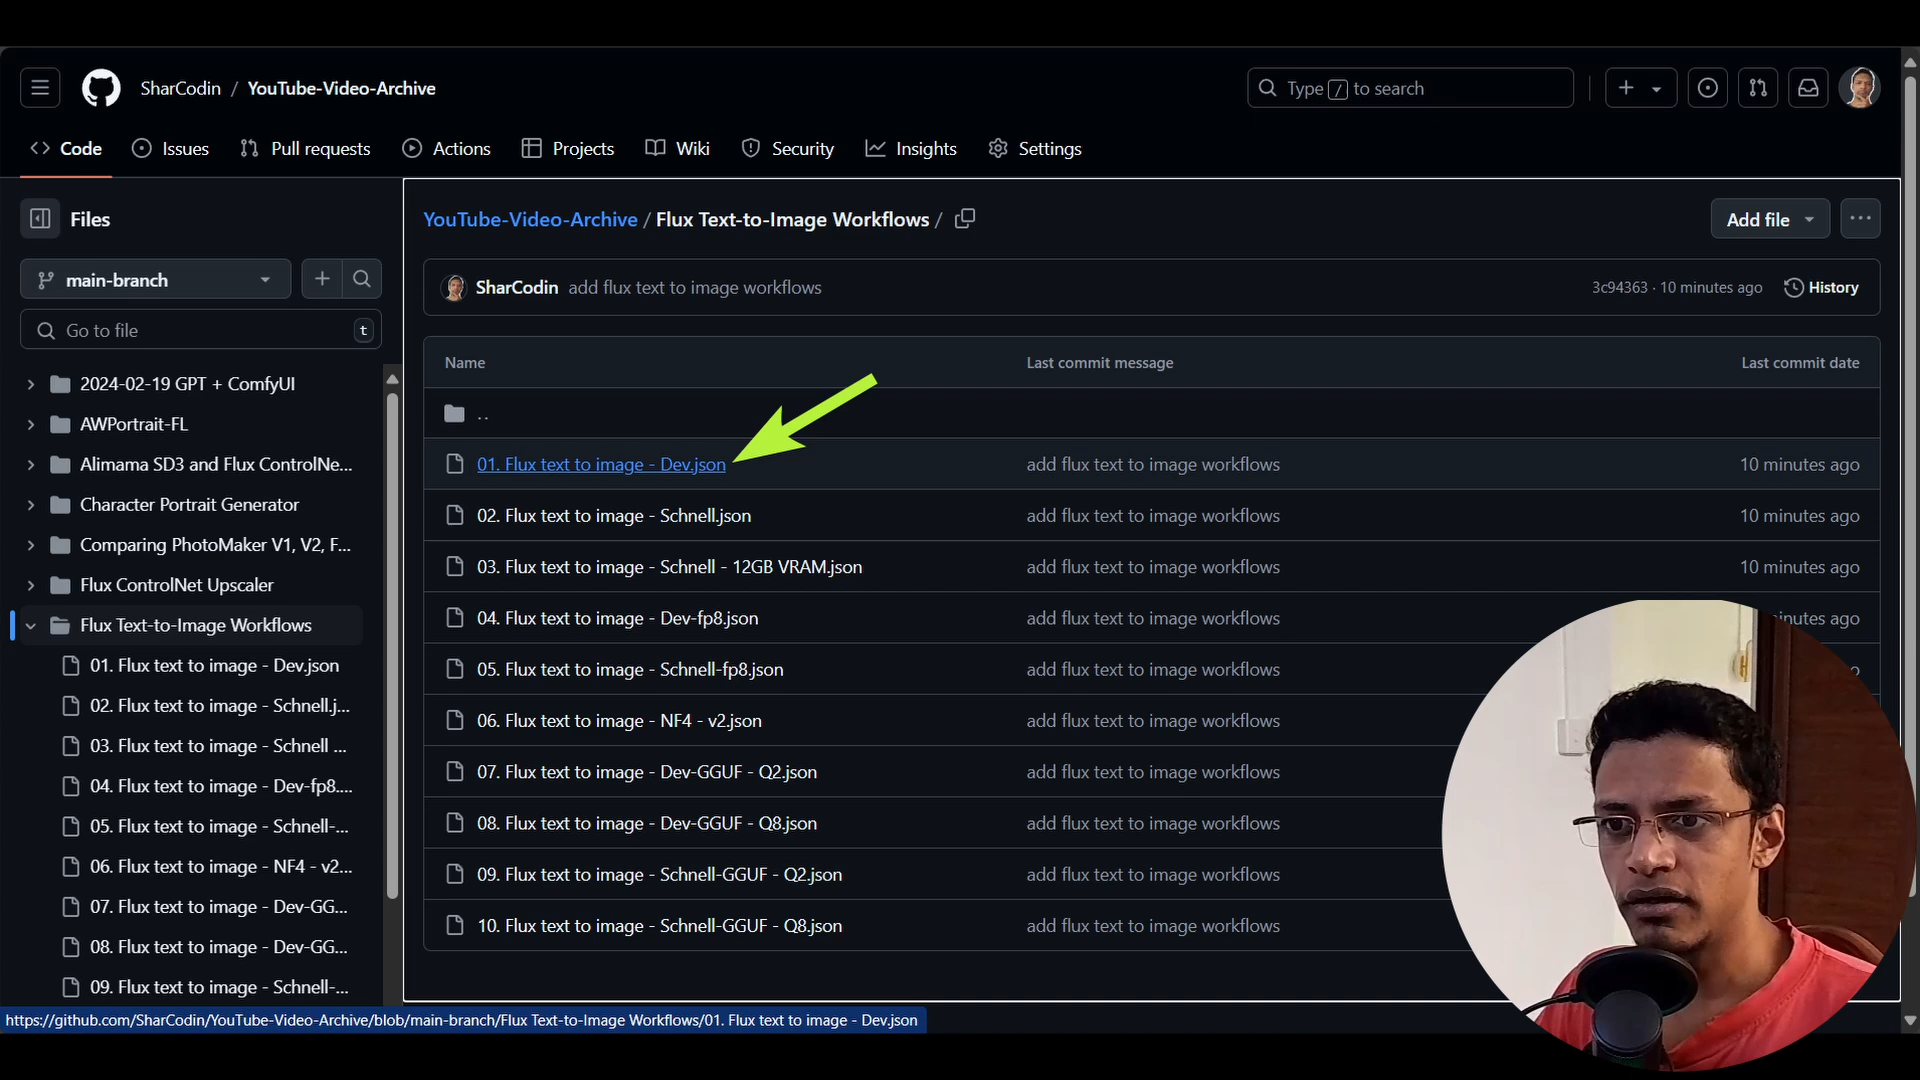 SharCodin / YouTube-Video-Archive
Type / to search
Code
Issues
Pull requests
Actions
Projects
Wiki
Security
Insights
Settings
Files
main-branch
Go to file
t
2024-02-19 GPT + ComfyUI
AWPortrait-FL
Alimama SD3 and Flux ControlNe...
Character Portrait Generator
Comparing PhotoMaker V1, V2, F...
Flux ControlNet Upscaler
Flux Text-to-Image Workflows
01. Flux text to image - Dev.json
02. Flux text to image - Schnell.j...
03. Flux text to image - Schnell ...
04. Flux text to image - Dev-fp8....
05. Flux text to image - Schnell-...
06. Flux text to image - NF4 - v2...
07. Flux text to image - Dev-GG...
08. Flux text to image - Dev-GG...
09. Flux text to image - Schnell-...
YouTube-Video-Archive / Flux Text-to-Image Workflows /
Add file
SharCodin add flux text to image workflows
3c94363 · 10 minutes ago
History
Name Last commit message Last commit date
..
01. Flux text to image - Dev.json add flux text to image workflows 10 minutes ago
02. Flux text to image - Schnell.json add flux text to image workflows 10 minutes ago
03. Flux text to image - Schnell - 12GB VRAM.json add flux text to image workflows 10 minutes ago
04. Flux text to image - Dev-fp8.json add flux text to image workflows ago
05. Flux text to image - Schnell-fp8.json add flux text to image workflows
06. Flux text to image - NF4 - v2.json add flux text to image workflows
07. Flux text to image - Dev-GGUF - Q2.json add flux text to image workflows
08. Flux text to image - Dev-GGUF - Q8.json add flux text to image workflows
09. Flux text to image - Schnell-GGUF - Q2.json add flux text to image workflows
10. Flux text to image - Schnell-GGUF - Q8.json add flux text to image workflows
https://github.com/SharCodin/YouTube-Video-Archive/blob/main-branch/Flux Text-to-Image Workflows/01. Flux text to image - Dev.json